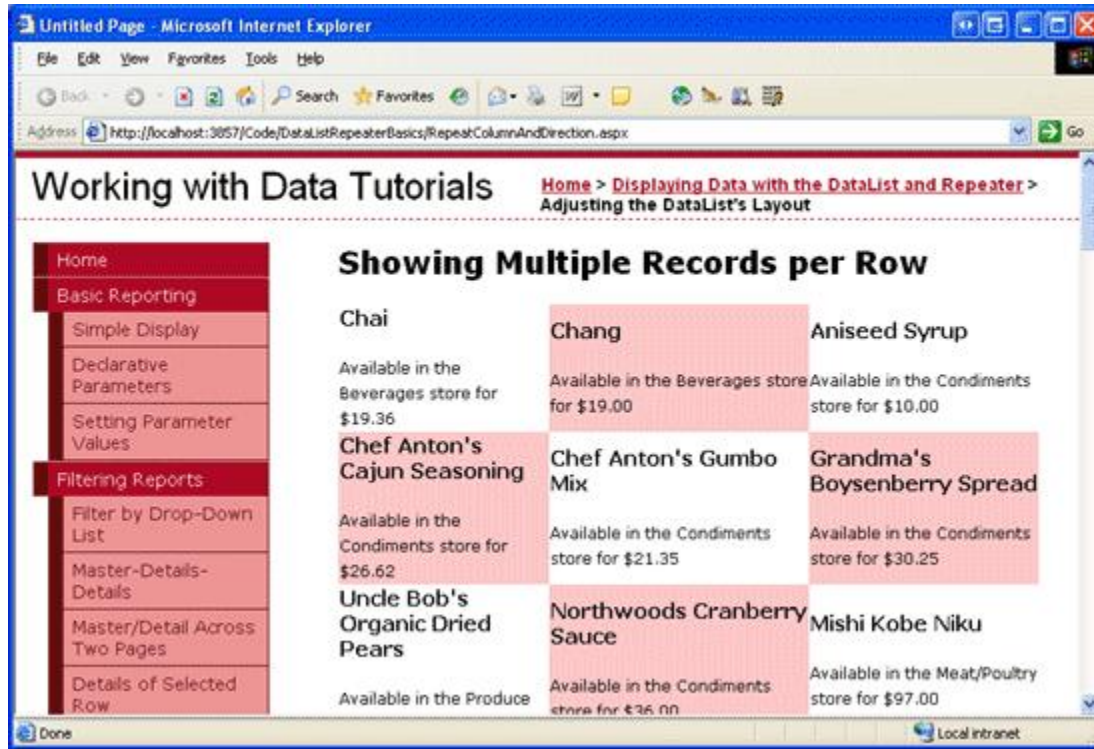 Untitled Page - Microsoft Internet Explorer
File Edit View Favorites Tools Help
Back Search Favorites
Address http://localhost:3857/Code/DataListRepeaterBasics/RepeatColumnAndDirection.aspx Go
Working with Data Tutorials
Home > Displaying Data with the DataList and Repeater >
Adjusting the DataList's Layout
Home
Basic Reporting
Simple Display
Declarative
Parameters
Setting Parameter
Values
Filtering Reports
Filter by Drop-Down
List
Master-Details-
Details
Master/Detail Across
Two Pages
Details of Selected
Row
Showing Multiple Records per Row
Chai
Available in the
Beverages store for
$19.36
Chang
Available in the Beverages store
for $19.00
Aniseed Syrup
Available in the Condiments
store for $10.00
Chef Anton's
Cajun Seasoning
Available in the
Condiments store for
$26.62
Chef Anton's Gumbo
Mix
Available in the Condiments
store for $21.35
Grandma's
Boysenberry Spread
Available in the Condiments
store for $30.25
Uncle Bob's
Organic Dried
Pears
Available in the Produce
Northwoods Cranberry
Sauce
Available in the Condiments
store for $36.00
Mishi Kobe Niku
Available in the Meat/Poultry
store for $97.00
Done
Local intranet